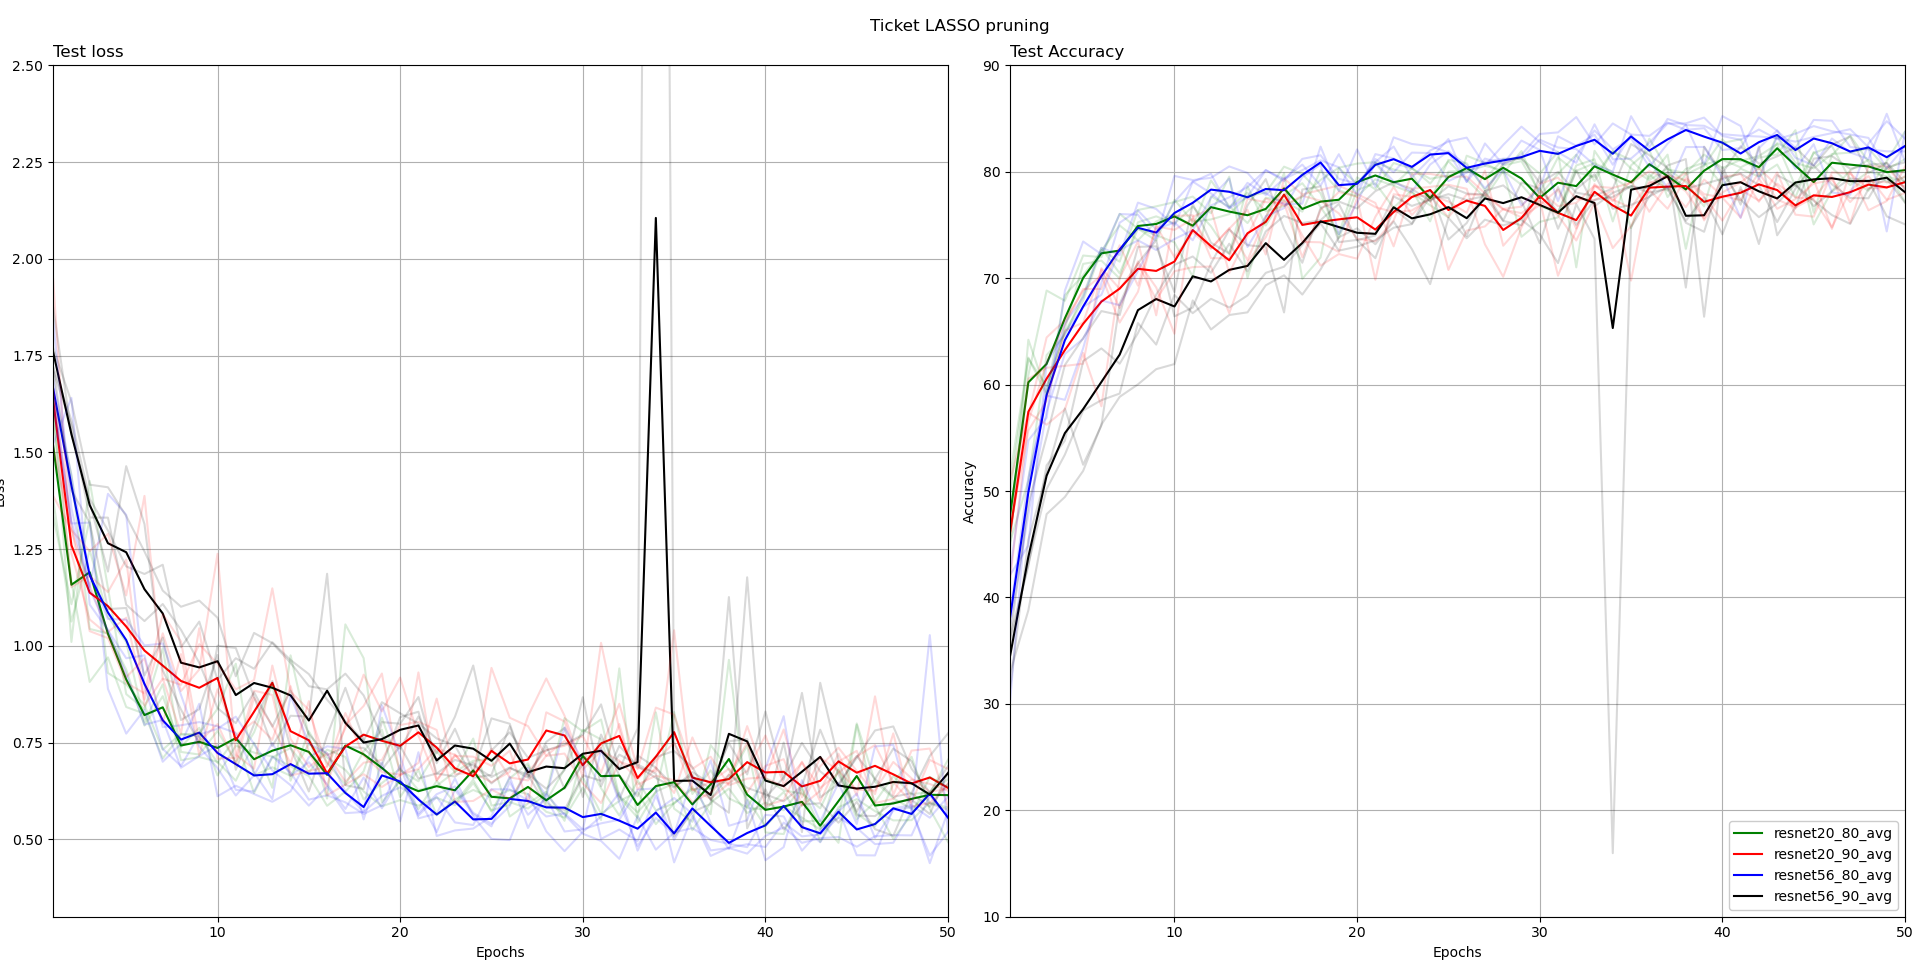 Ticket LASSO pruning
Test loss
2.50
2.25
2.00
1.75
1.50
1.25
1.00
0.75
0.50
10 20 30 40 50
Epochs
Test Accuracy
Accuracy
90
80
70
60
50
40
30
20
10
10 20 30 40 50
Epochs
resnet20_80_avg
resnet20_90_avg
resnet56_80_avg
resnet56_90_avg